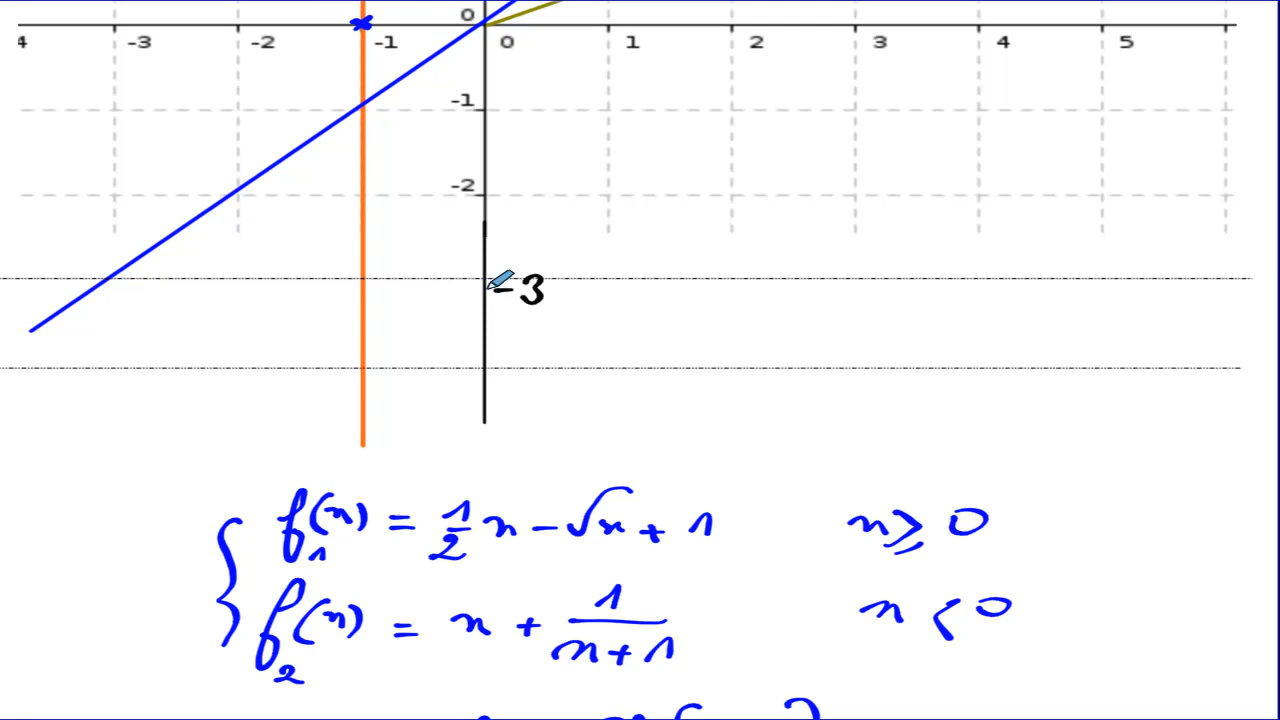 0
4 -3 -2 -1 0 1 2 3 4 5
-1
-2
-3
f₁(x) = 1/2 x - √x + 1 x ≥ 0
f₂(x) = x + 1/(x+1) x < 0